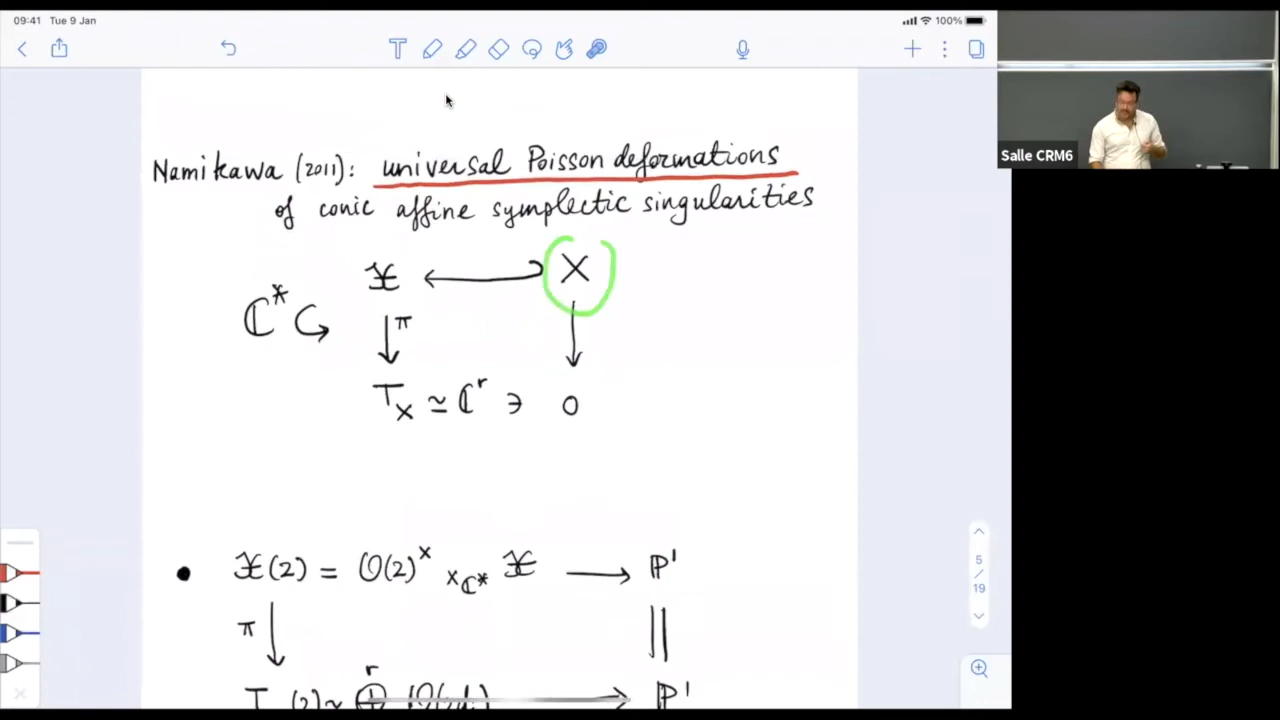 09:41 Tue 9 Jan
100%
Namikawa (2011): universal Poisson deformations
of conic affine symplectic singularities
𝔛 ⟵ X
ℂ* ↪ ↓π ↓
T_X ≃ ℂ^r ∋ 0
• 𝔛(2) = 𝒪(2)^× ×_ℂ* 𝔛 ⟶ ℙ¹
π ↓ ||
ℙ¹
5
/
19
Salle CRM6